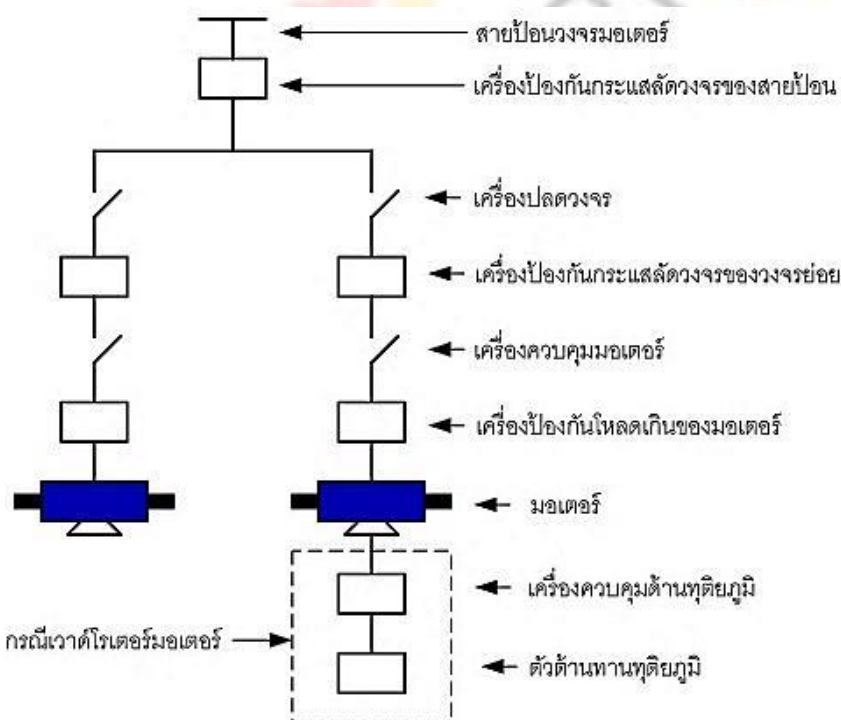 สายป้อนวงจรมอเตอร์
เครื่องป้องกันกระแสลัดวงจรของสายป้อน
เครื่องปลดวงจร
เครื่องป้องกันกระแสลัดวงจรของวงจรย่อย
เครื่องควบคุมมอเตอร์
เครื่องป้องกันโหลดเกินของมอเตอร์
มอเตอร์
เครื่องควบคุมด้านทุติยภูมิ
กรณีเวาด์โรเตอร์มอเตอร์
ตัวต้านทานทุติยภูมิ